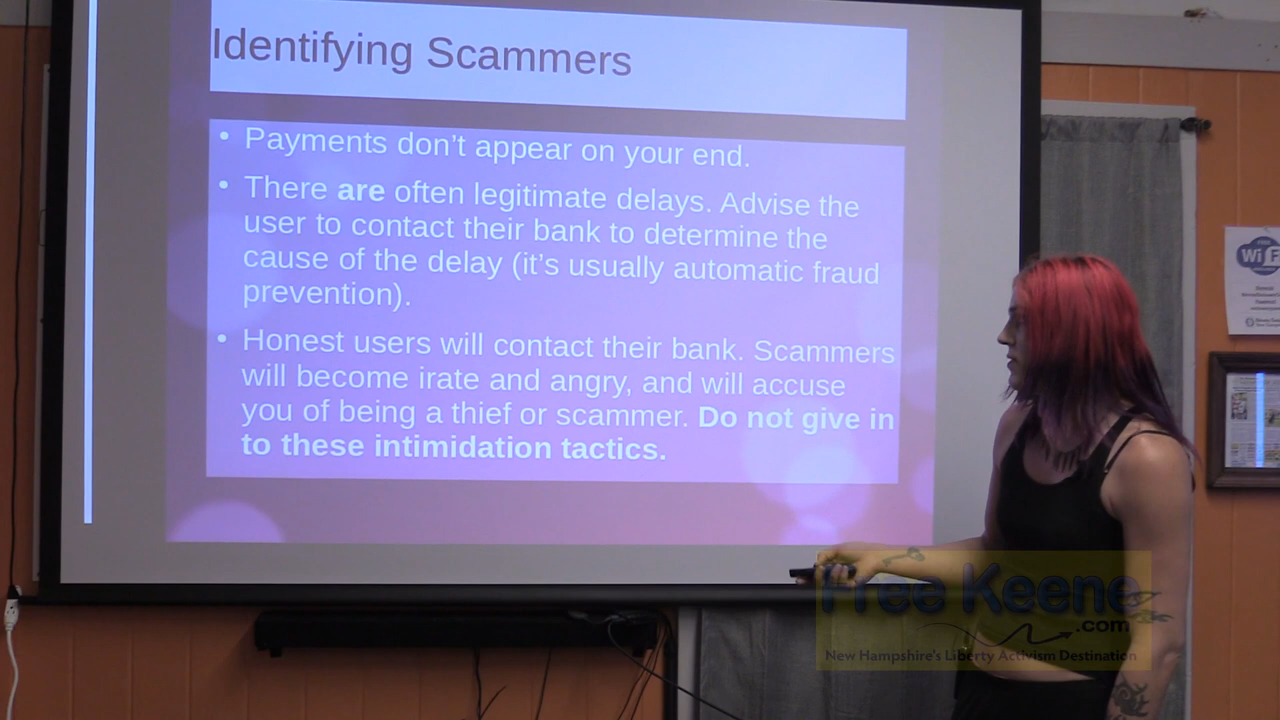 Identifying Scammers
• Payments don't appear on your end.
• There are often legitimate delays. Advise the
user to contact their bank to determine the
cause of the delay (it's usually automatic fraud
prevention).
• Honest users will contact their bank. Scammers
will become irate and angry, and will accuse
you of being a thief or scammer. Do not give in
to these intimidation tactics.
FREE
Wi F
Free Keene
.com
New Hampshire's Liberty Activism Destination